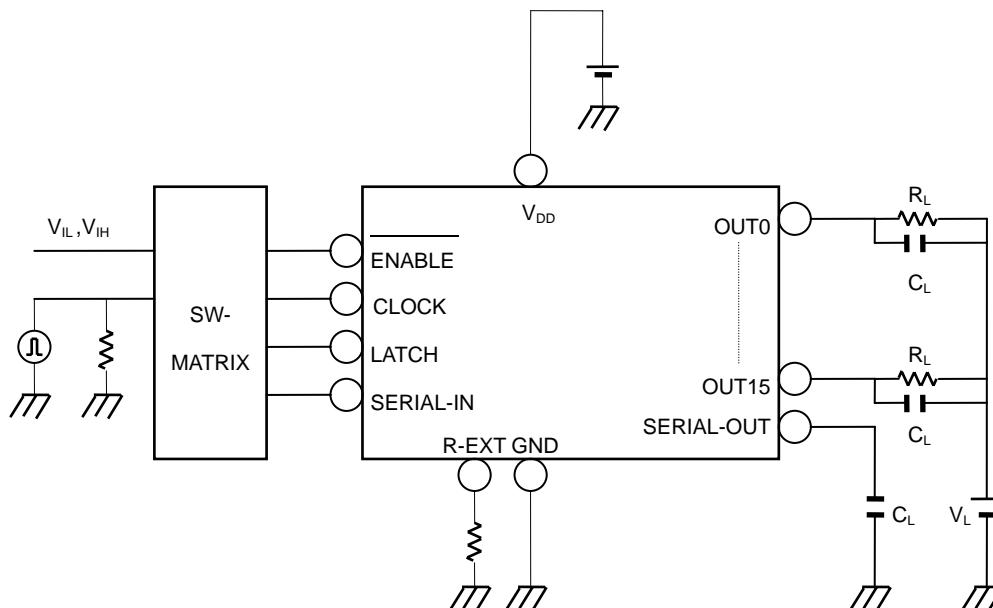 V_DD
V_IL ,V_IH
SW-
MATRIX
ENABLE
CLOCK
LATCH
SERIAL-IN
R-EXT GND
OUT0
OUT15
SERIAL-OUT
R_L
C_L
R_L
C_L
C_L
V_L